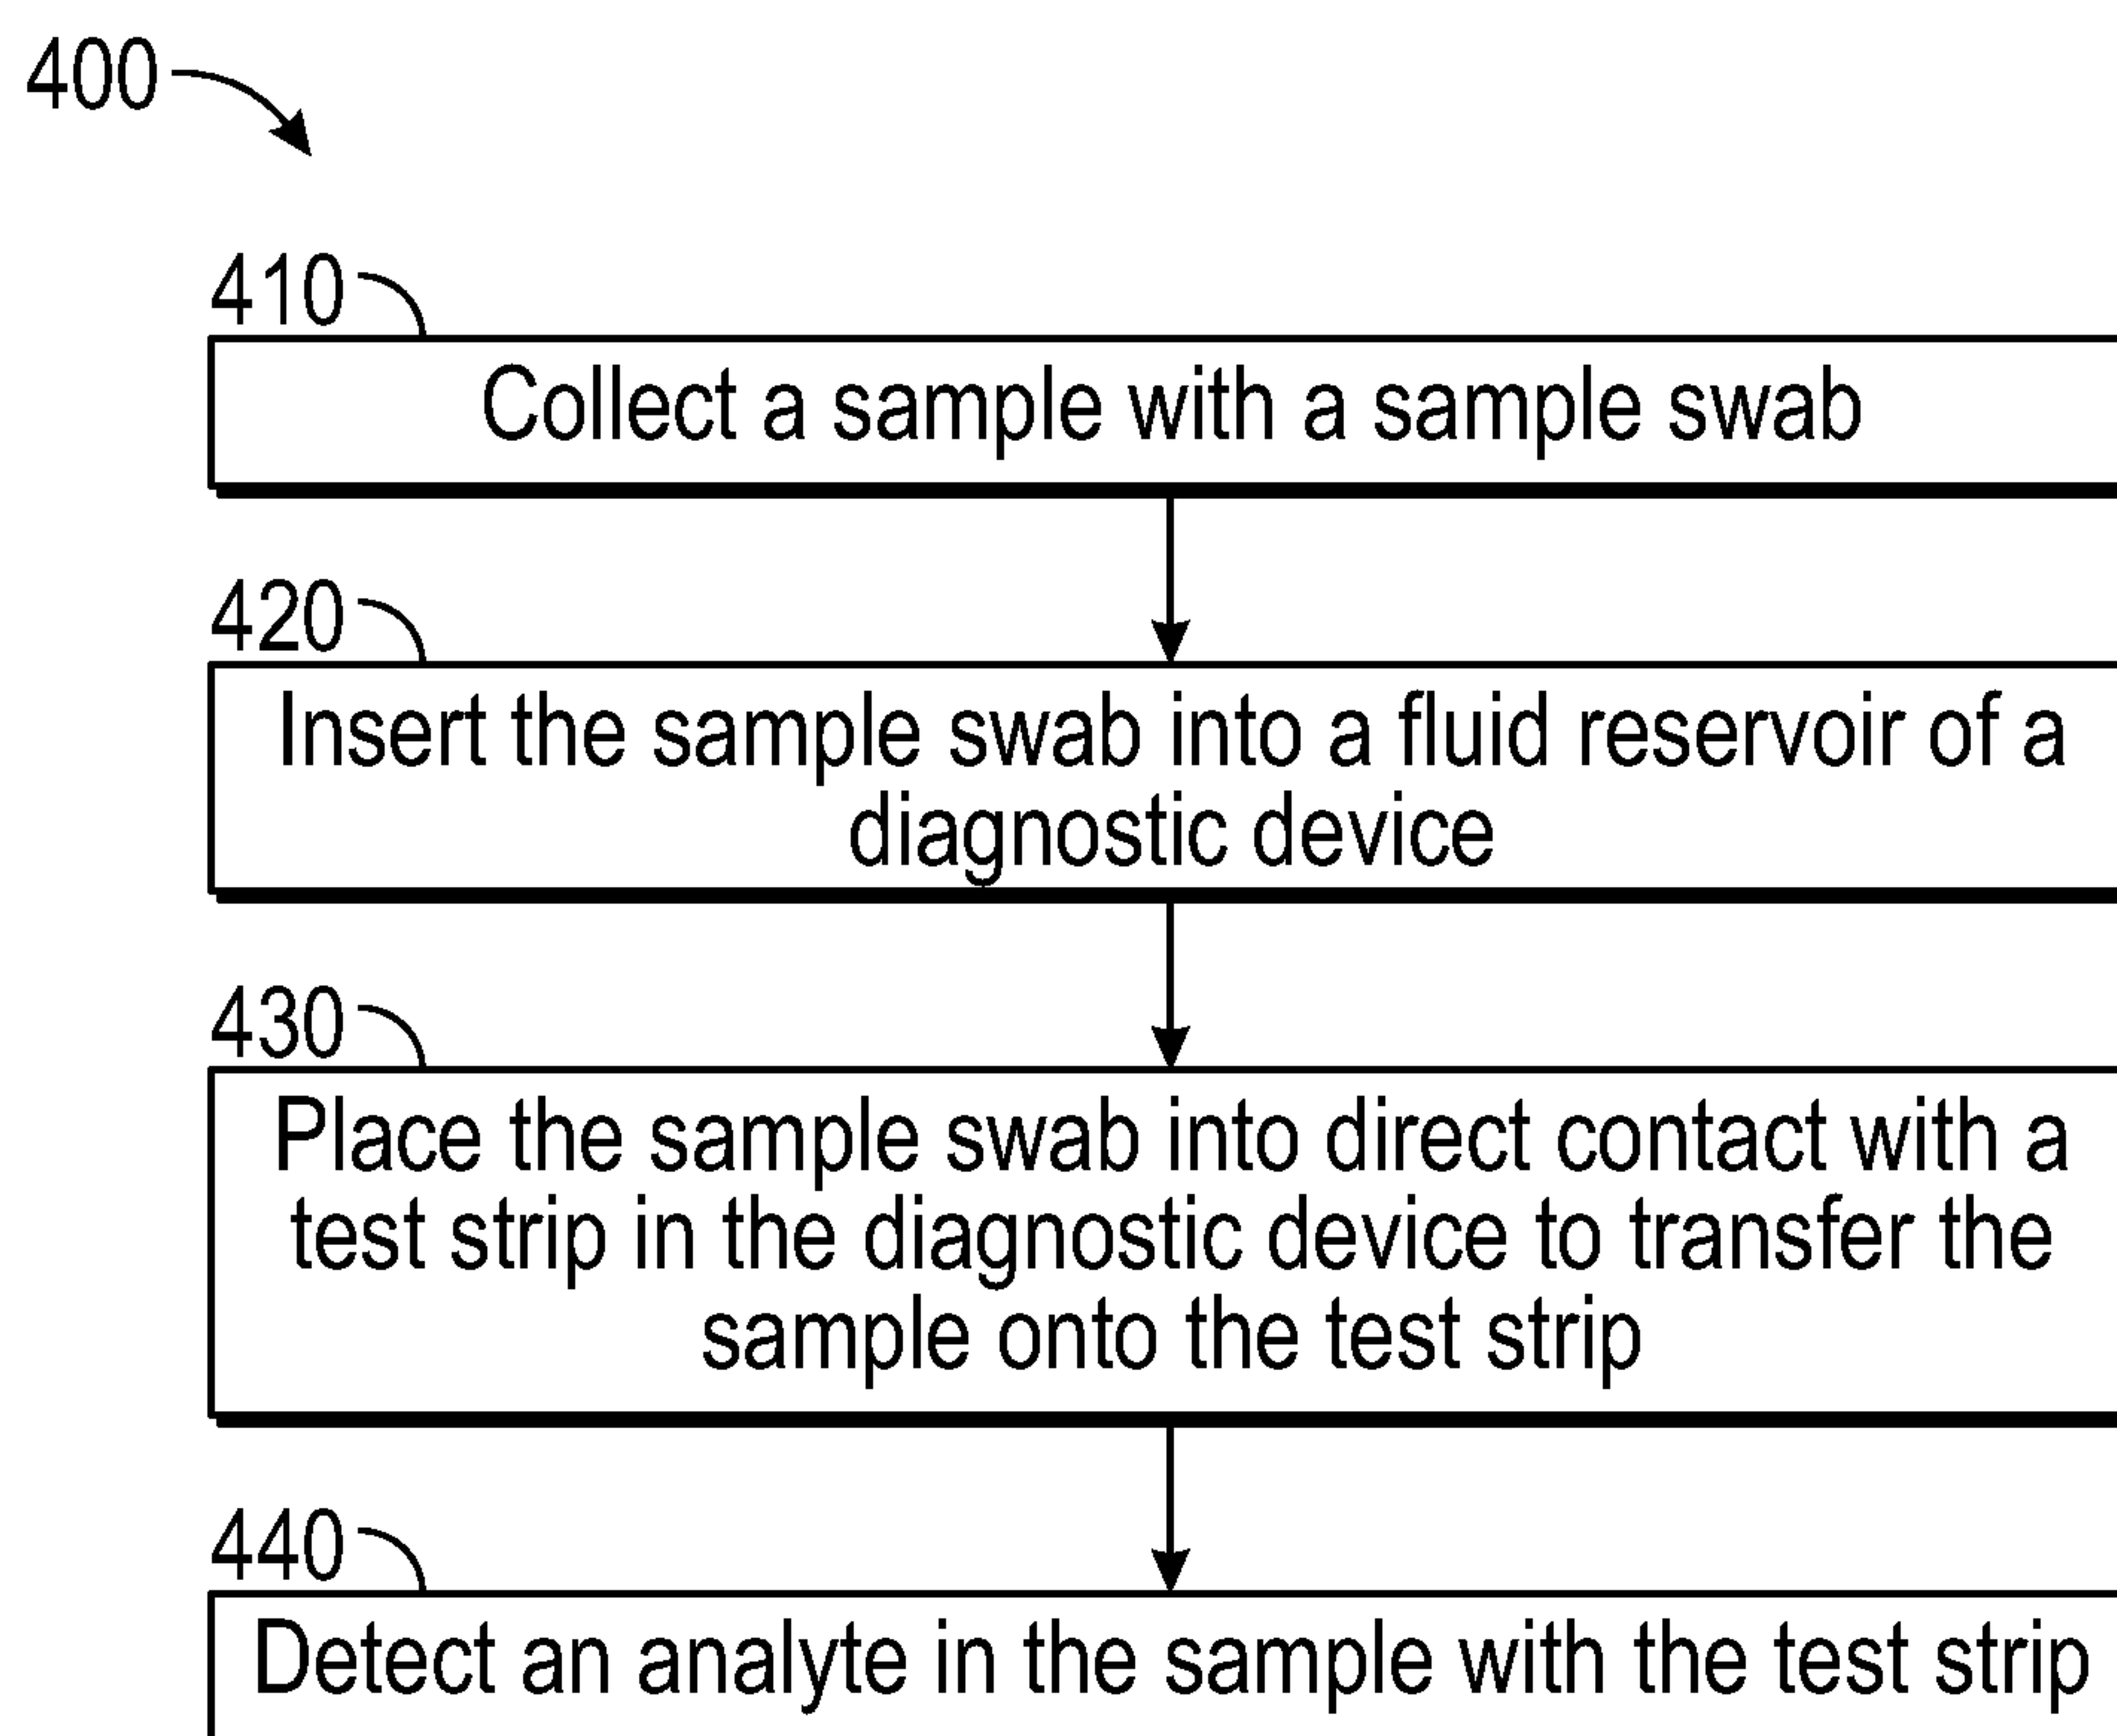 400
410
Collect a sample with a sample swab
420
Insert the sample swab into a fluid reservoir of a
diagnostic device
430
Place the sample swab into direct contact with a
test strip in the diagnostic device to transfer the
sample onto the test strip
440
Detect an analyte in the sample with the test strip